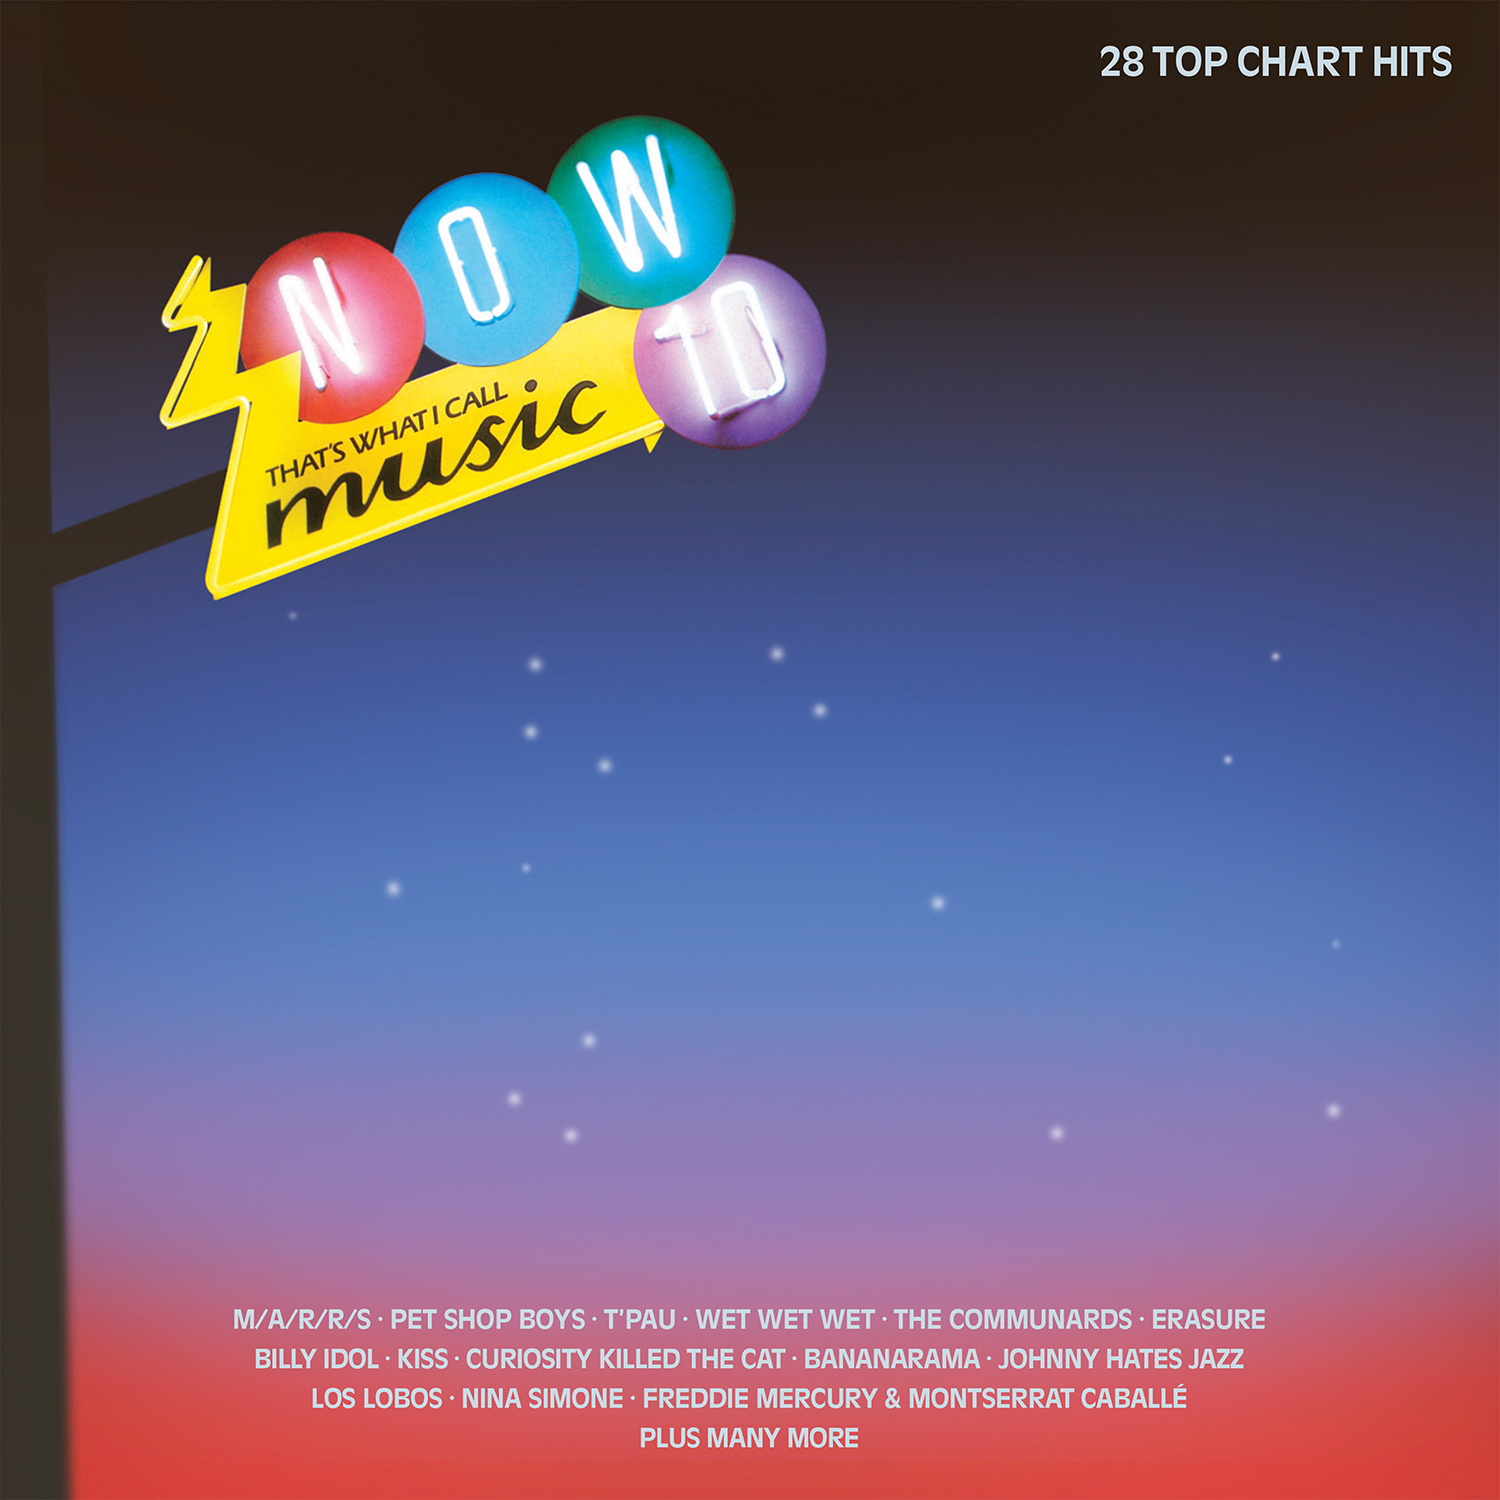 28 TOP CHART HITS
NOW
10
THAT'S WHAT I CALL
music
M/A/R/R/S · PET SHOP BOYS · T'PAU · WET WET WET · THE COMMUNARDS · ERASURE
BILLY IDOL · KISS · CURIOSITY KILLED THE CAT · BANANARAMA · JOHNNY HATES JAZZ
LOS LOBOS · NINA SIMONE · FREDDIE MERCURY & MONTSERRAT CABALLÉ
PLUS MANY MORE